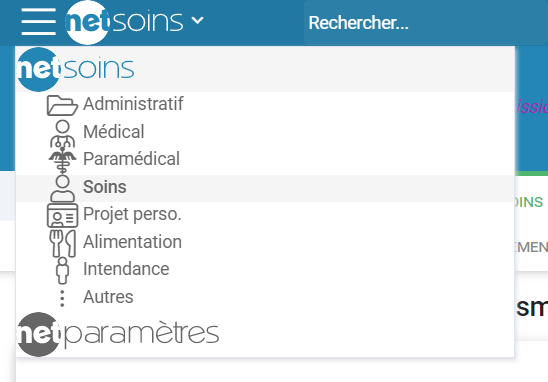 netsoins
Rechercher...
netsoins
Administratif
Médical
Paramédical
Soins
Projet perso.
Alimentation
Intendance
Autres
netparamètres